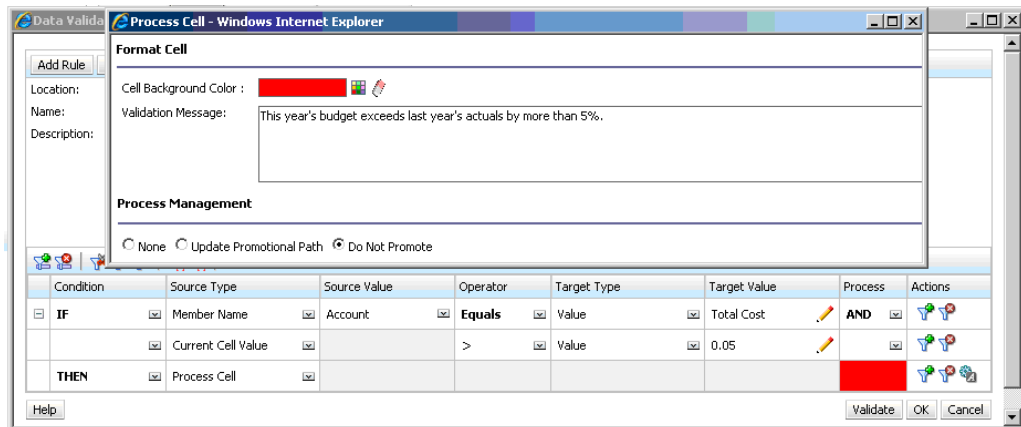 Data Valida
Process Cell - Windows Internet Explorer
Format Cell
Add Rule
Location:
Cell Background Color :
Name:
Validation Message:
This year's budget exceeds last year's actuals by more than 5%.
Description:
Process Management
None Update Promotional Path Do Not Promote
Condition Source Type Source Value Operator Target Type Target Value Process Actions
IF Member Name Account Equals Value Total Cost AND
Current Cell Value > Value 0.05
THEN Process Cell
Help Validate OK Cancel